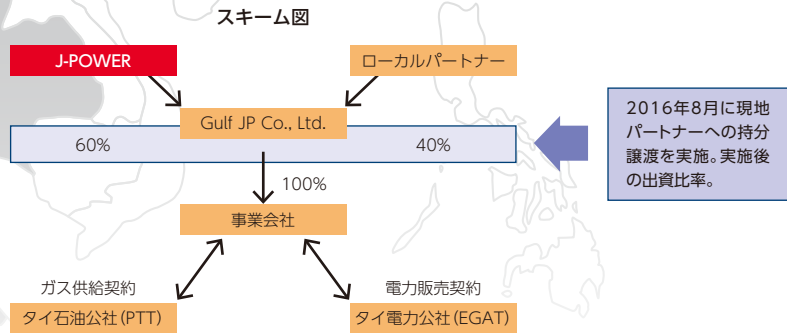 スキーム図
J-POWER
ローカルパートナー
Gulf JP Co., Ltd.
60%
40%
2016年8月に現地
パートナーへの持分
譲渡を実施。実施後
の出資比率。
100%
事業会社
ガス供給契約
電力販売契約
タイ石油公社(PTT)
タイ電力公社(EGAT)